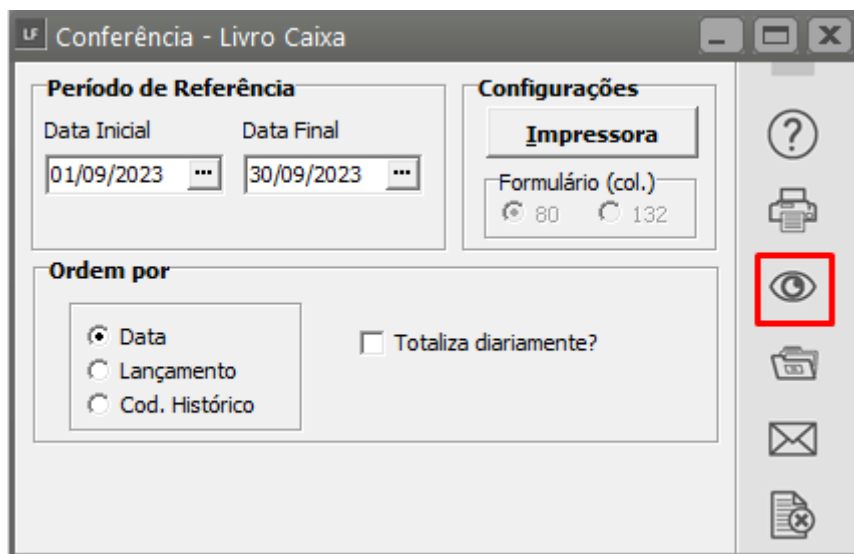 LF Conferência - Livro Caixa
Período de Referência
Data Inicial Data Final
01/09/2023 ... 30/09/2023 ...
Configurações
Impressora
Formulário (col.)
80 132
Ordem por
Data
Lançamento
Cod. Histórico
Totaliza diariamente?